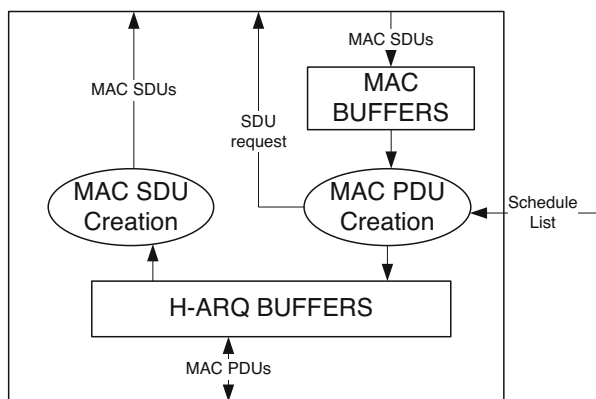 MAC SDUs
MAC
BUFFERS
MAC SDUs
SDU
request
MAC SDU
Creation
MAC PDU
Creation
Schedule
List
H-ARQ BUFFERS
MAC PDUs